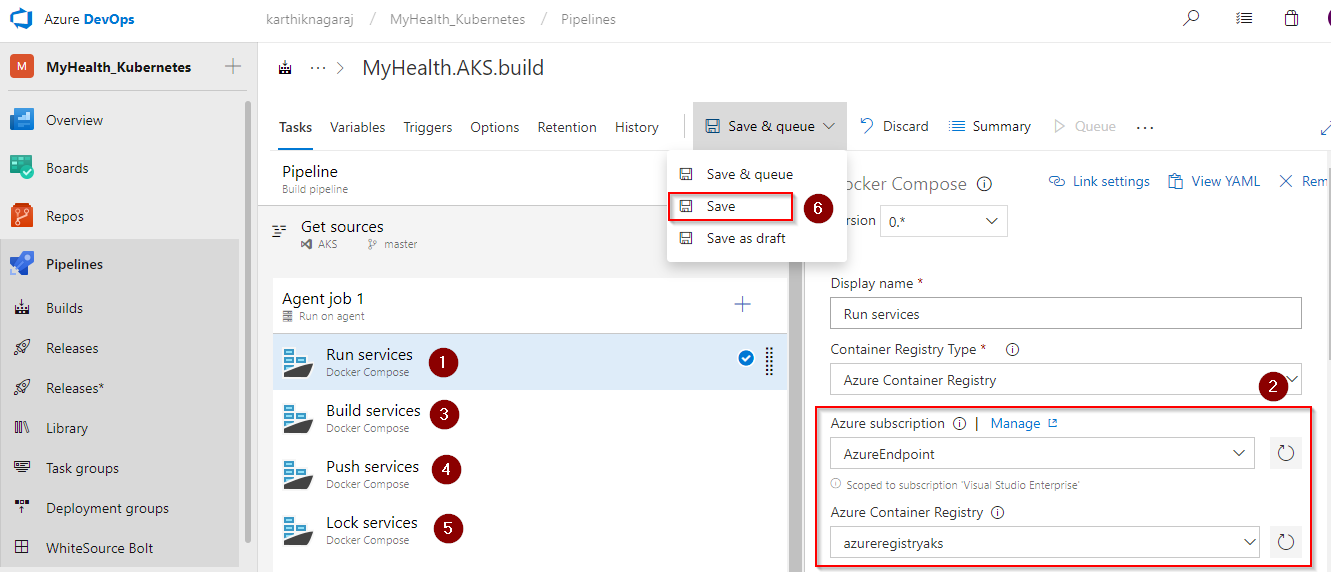 Azure DevOps
karthiknagaraj / MyHealth_Kubernetes / Pipelines
M MyHealth_Kubernetes
Overview
Boards
Repos
Pipelines
Builds
Releases
Releases*
Library
Task groups
Deployment groups
WhiteSource Bolt
... > MyHealth.AKS.build
Tasks Variables Triggers Options Retention History Save & queue Discard Summary Queue ...
Save & queue
Save 6
Save as draft
Pipeline
Build pipeline
Get sources
AKS master
Agent job 1
Run on agent
Run services 1
Docker Compose
Build services 3
Docker Compose
Push services 4
Docker Compose
Lock services 5
Docker Compose
ocker Compose Link settings View YAML Rem
rsion 0.*
Display name *
Run services
Container Registry Type *
Azure Container Registry
2
Azure subscription | Manage
AzureEndpoint
Scoped to subscription 'Visual Studio Enterprise'
Azure Container Registry
azureregistryaks